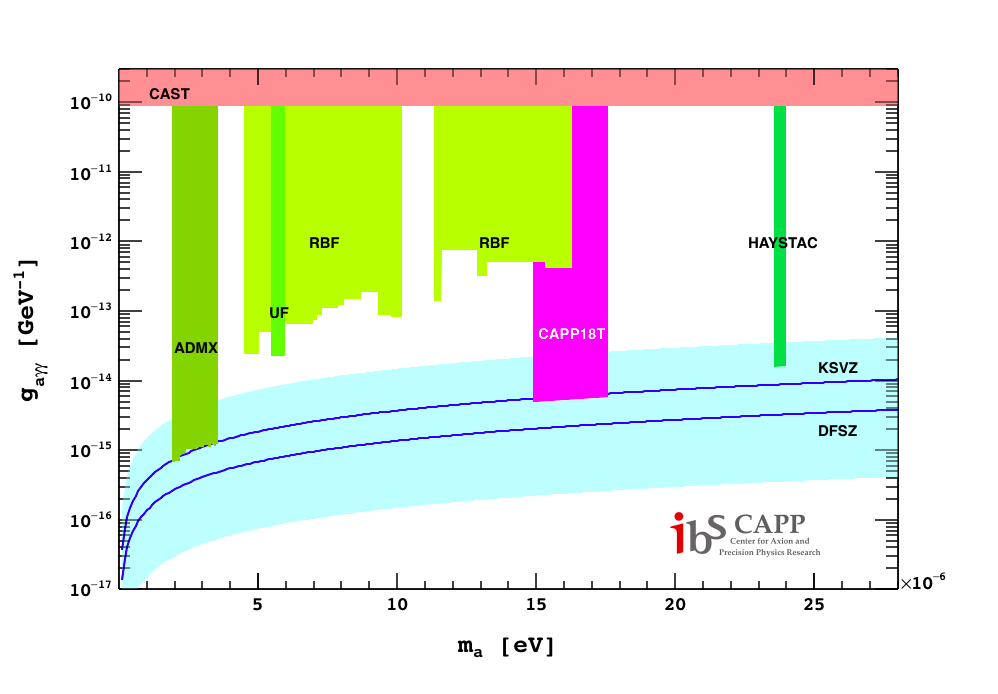 CAST
10⁻¹⁰
10⁻¹¹
10⁻¹²
10⁻¹³
10⁻¹⁴
10⁻¹⁵
10⁻¹⁶
10⁻¹⁷
gₐγγ [GeV⁻¹]
RBF
RBF
HAYSTAC
UF
CAPP18T
ADMX
KSVZ
DFSZ
ibS CAPP
Center for Axion and
Precision Physics Research
5
10
15
20
25
×10⁻⁶
mₐ [eV]